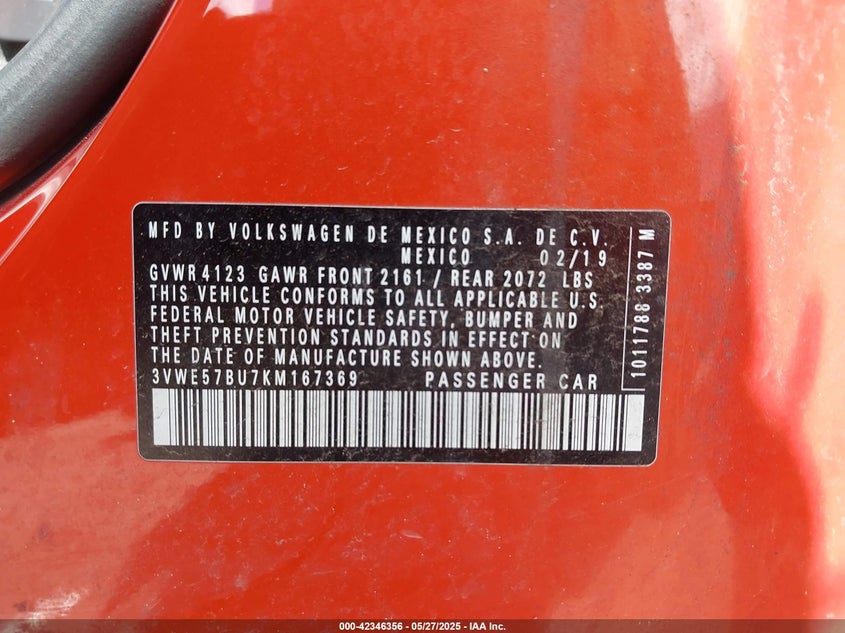 MFD BY VOLKSWAGEN DE MEXICO S.A. DE C.V.
MEXICO 02/19
GVWR 4123 GAWR FRONT 2161 / REAR 2072 LBS
THIS VEHICLE CONFORMS TO ALL APPLICABLE U.S.
FEDERAL MOTOR VEHICLE SAFETY, BUMPER AND
THEFT PREVENTION STANDARDS IN EFFECT ON
THE DATE OF MANUFACTURE SHOWN ABOVE.
3VWE57BU7KM167369 PASSENGER CAR
1011788 3387 M
000-42346356 — 05/27/2025 - IAA Inc.